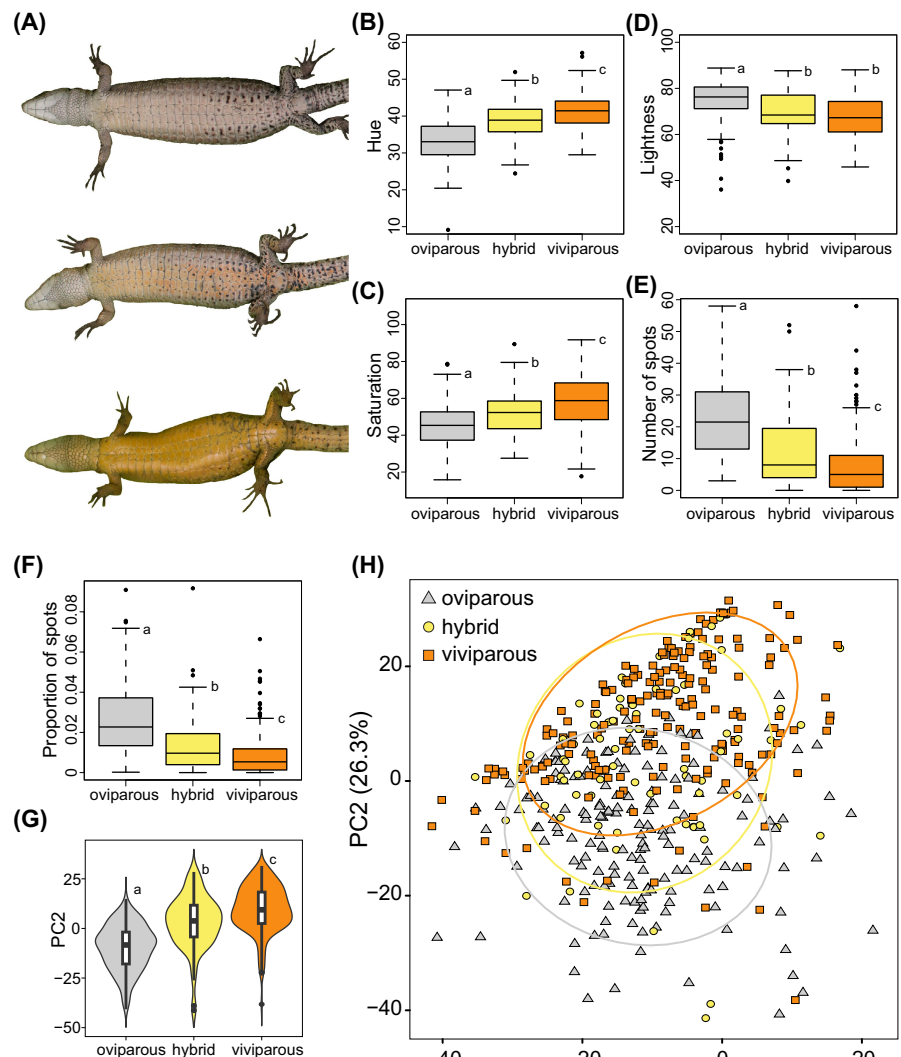 (A)
(B)
Hue
60
50
40
30
20
10
a
b
c
oviparous hybrid viviparous
(D)
Lightness
100
80
60
40
20
a
b
b
oviparous hybrid viviparous
(C)
Saturation
100
80
60
40
20
a
b
c
oviparous hybrid viviparous
(E)
Number of spots
60
50
40
30
20
10
0
a
b
c
oviparous hybrid viviparous
(F)
Proportion of spots
0.08
0.06
0.04
0.02
0
a
b
c
oviparous hybrid viviparous
(G)
PC2
25
0
−25
−50
a
b
c
oviparous hybrid viviparous
(H)
oviparous
hybrid
viviparous
PC2 (26.3%)
20
0
−20
−40